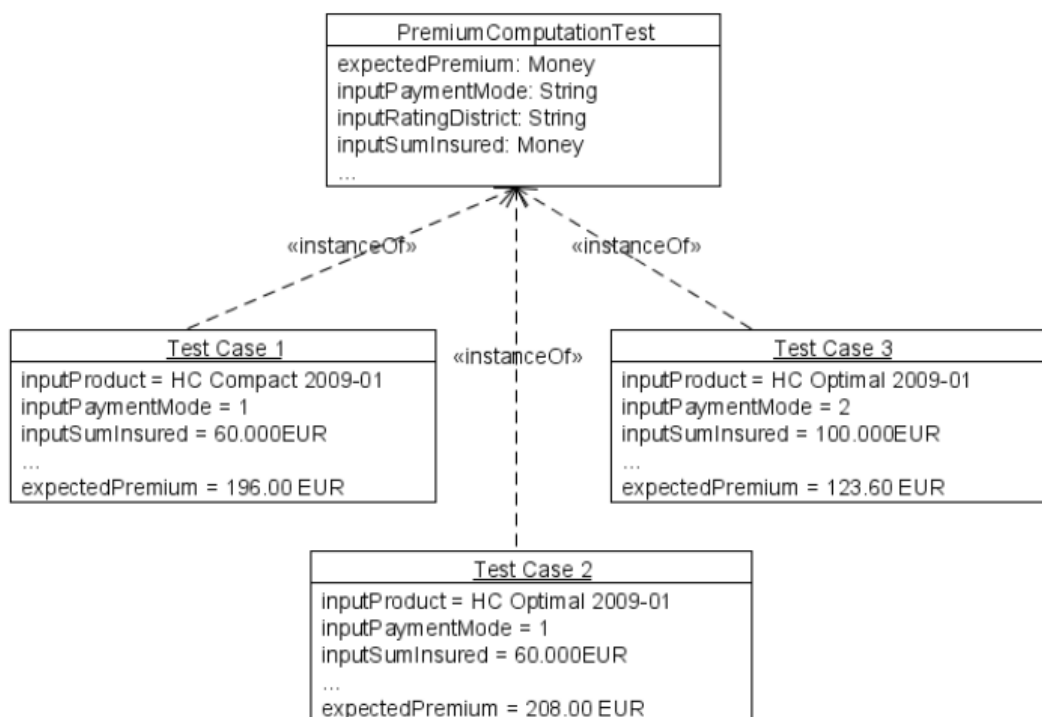 PremiumComputationTest
expectedPremium: Money
inputPaymentMode: String
inputRatingDistrict: String
inputSumInsured: Money
...
«instanceOf»
«instanceOf»
«instanceOf»
Test Case 1
inputProduct = HC Compact 2009-01
inputPaymentMode = 1
inputSumInsured = 60.000EUR
...
expectedPremium = 196.00 EUR
Test Case 3
inputProduct = HC Optimal 2009-01
inputPaymentMode = 2
inputSumInsured = 100.000EUR
...
expectedPremium = 123.60 EUR
Test Case 2
inputProduct = HC Optimal 2009-01
inputPaymentMode = 1
inputSumInsured = 60.000EUR
...
expectedPremium = 208.00 EUR